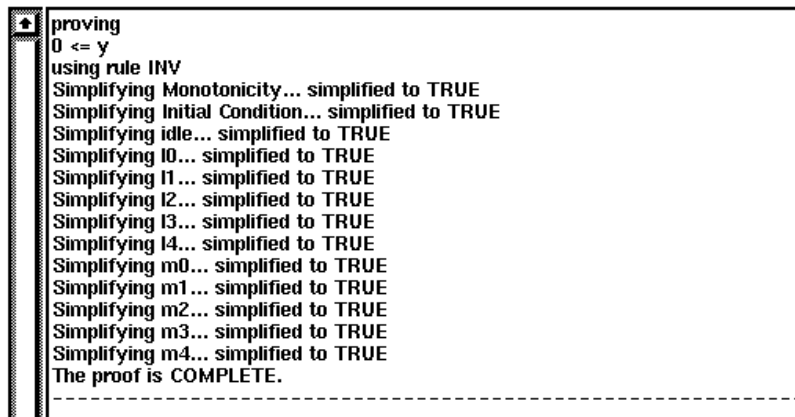 proving
0 <= y
using rule INV
Simplifying Monotonicity... simplified to TRUE
Simplifying Initial Condition... simplified to TRUE
Simplifying idle... simplified to TRUE
Simplifying l0... simplified to TRUE
Simplifying l1... simplified to TRUE
Simplifying l2... simplified to TRUE
Simplifying l3... simplified to TRUE
Simplifying l4... simplified to TRUE
Simplifying m0... simplified to TRUE
Simplifying m1... simplified to TRUE
Simplifying m2... simplified to TRUE
Simplifying m3... simplified to TRUE
Simplifying m4... simplified to TRUE
The proof is COMPLETE.